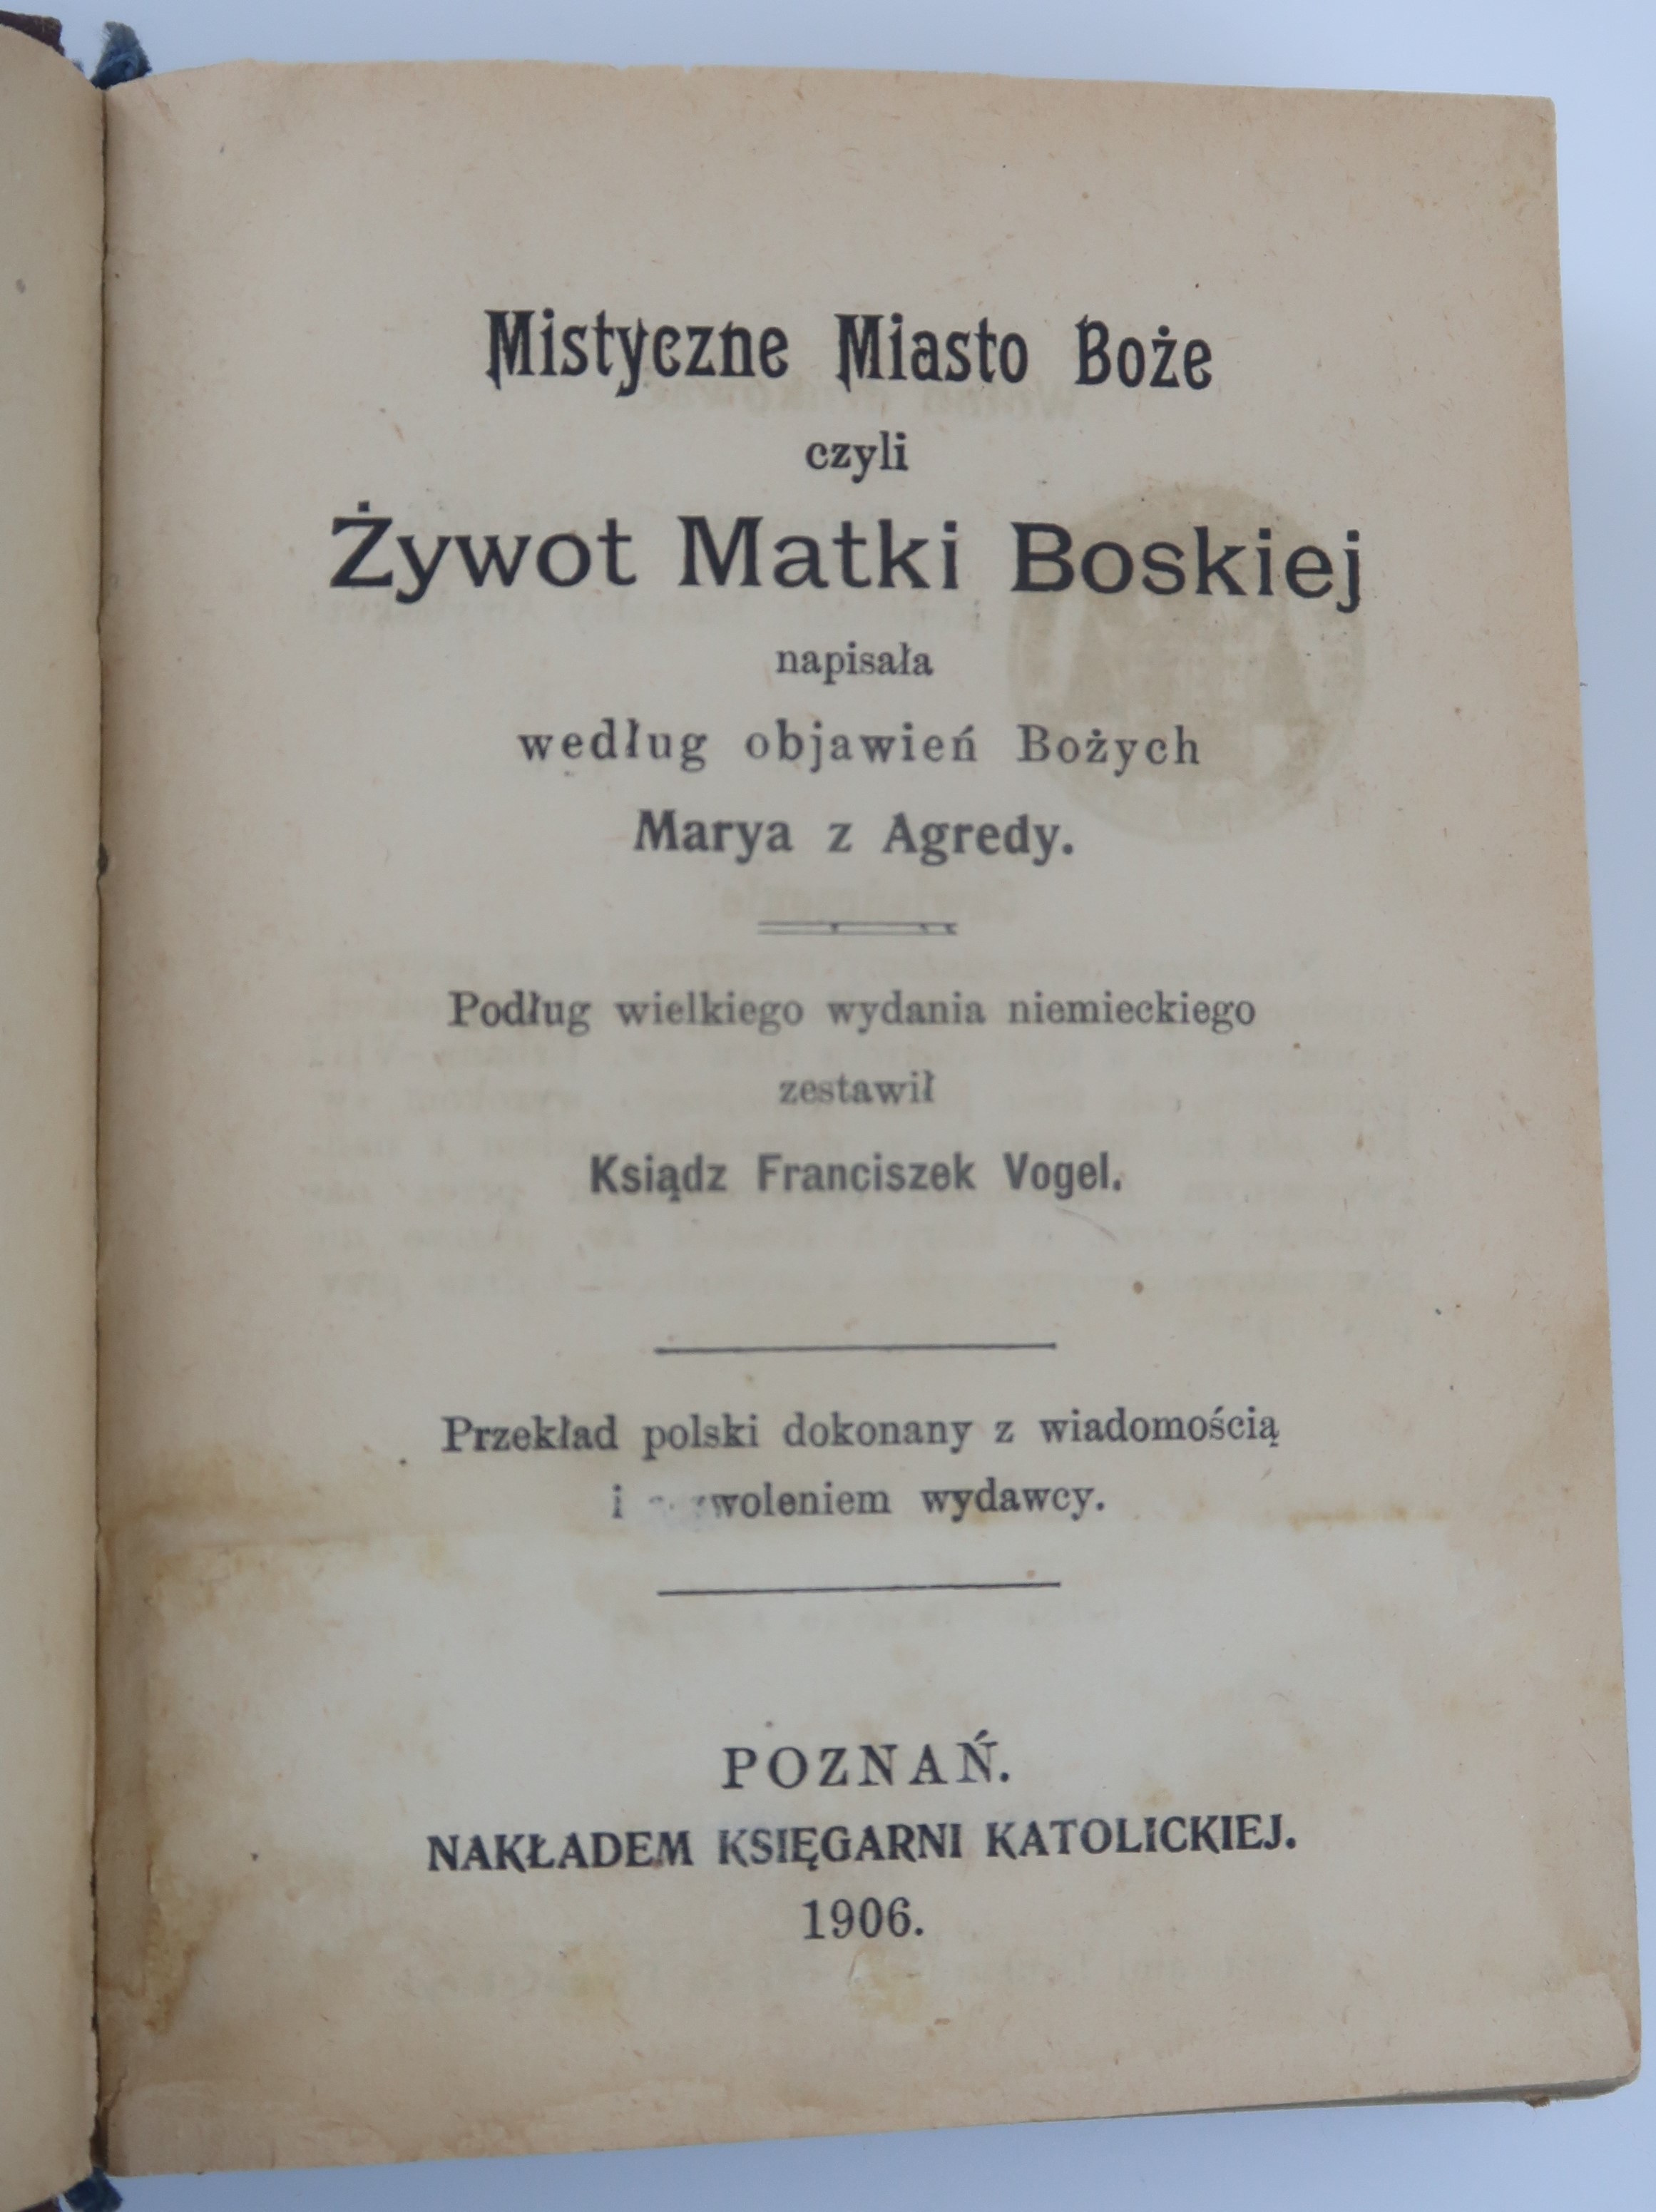 Mistyczne Miasto Boże
czyli
Żywot Matki Boskiej
napisała
według objawień Bożych
Marya z Agredy.
Podług wielkiego wydania niemieckiego
zestawił
Ksiądz Franciszek Vogel.
Przekład polski dokonany z wiadomością
i wydawcy.
POZNAŃ.
NAKŁADEM KSIĘGARNI KATOLICKIEJ.
1906.